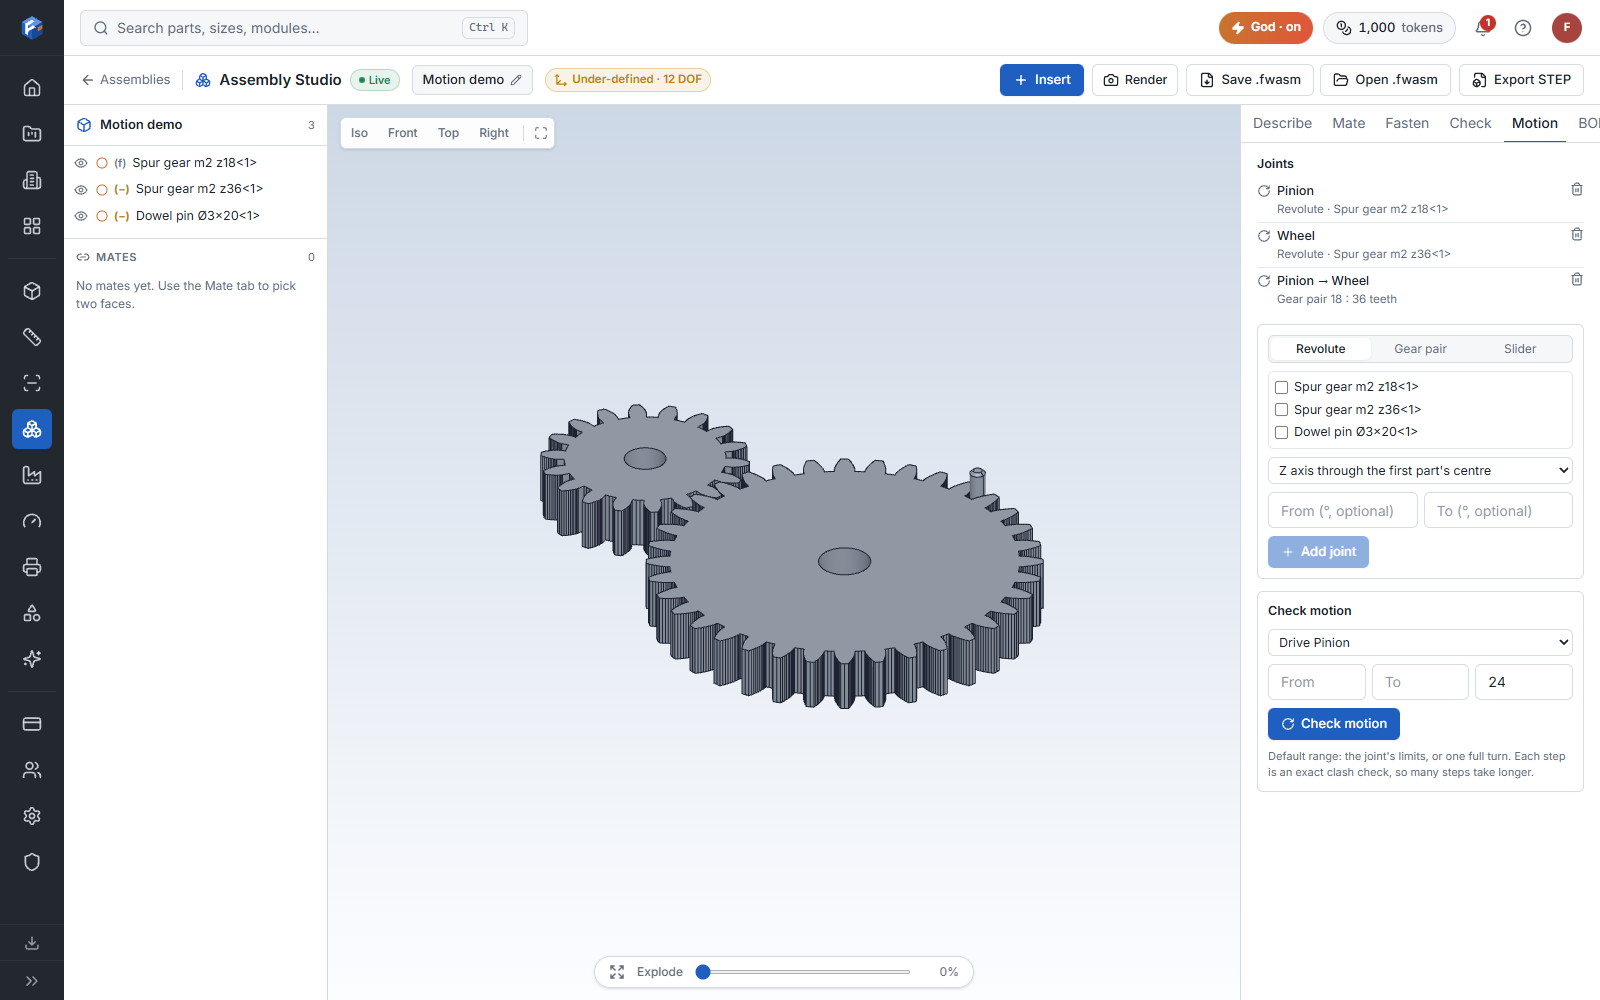 Search parts, sizes, modules...
Ctrl K
God · on
1,000 tokens
1
F
Assemblies
Assembly Studio
Live
Motion demo
Under-defined · 12 DOF
Insert
Render
Save .fwasm
Open .fwasm
Export STEP
Motion demo
3
(f) Spur gear m2 z18<1>
(−) Spur gear m2 z36<1>
(−) Dowel pin Ø3×20<1>
MATES
0
No mates yet. Use the Mate tab to pick
two faces.
Iso
Front
Top
Right
Explode
0%
Describe
Mate
Fasten
Check
Motion
BO
Joints
Pinion
Revolute · Spur gear m2 z18<1>
Wheel
Revolute · Spur gear m2 z36<1>
Pinion → Wheel
Gear pair 18 : 36 teeth
Revolute
Gear pair
Slider
Spur gear m2 z18<1>
Spur gear m2 z36<1>
Dowel pin Ø3×20<1>
Z axis through the first part's centre
From (°, optional)
To (°, optional)
Add joint
Check motion
Drive Pinion
From
To
24
Check motion
Default range: the joint's limits, or one full turn. Each step
is an exact clash check, so many steps take longer.